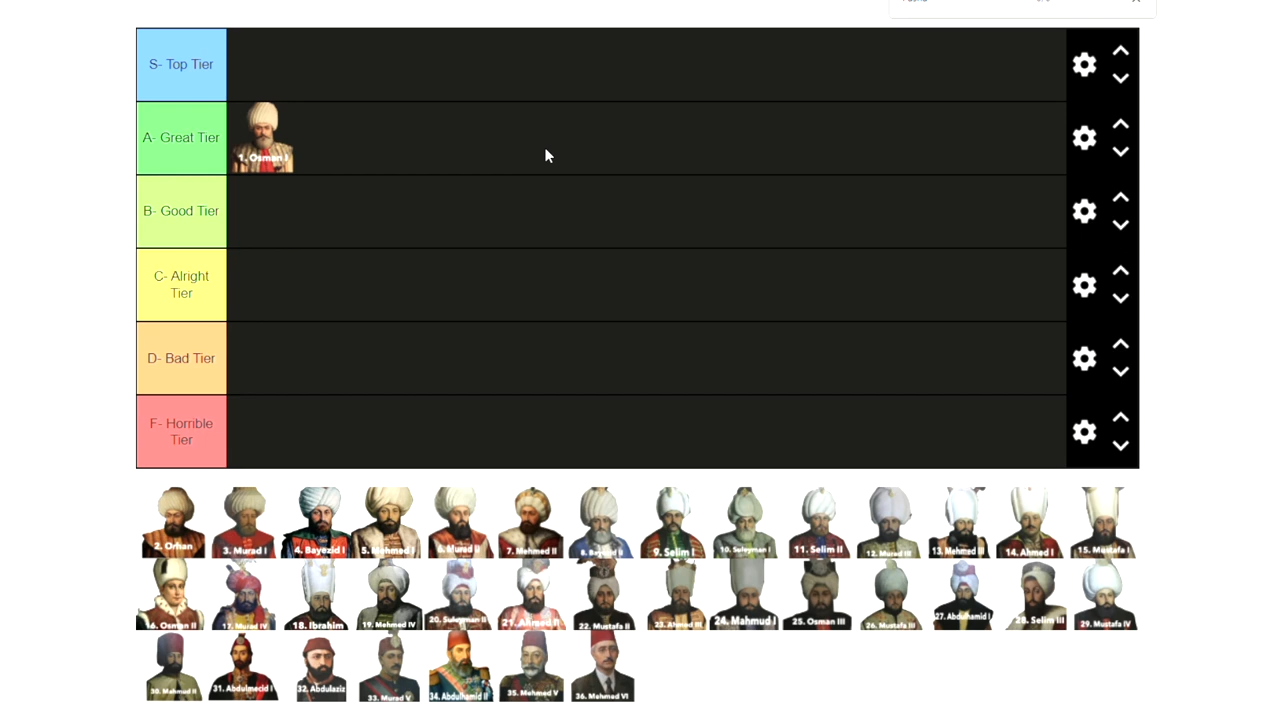 S- Top Tier
A- Great Tier
1. Osman I
B- Good Tier
C- Alright
Tier
D- Bad Tier
F- Horrible
Tier
2. Orhan
3. Murad I
4. Bayezid I
5. Mehmed I
6. Murad ii
7. Mehmed II
8. Bayezid ii
9. Selim I
10. Suleyman I
11. Selim II
12. Murad III
13. Mehmed III
14. Ahmed I
15. Mustafa I
16. Osman II
17. Murad IV
18. Ibrahim
19. Mehmed IV
20. Suleyman II
21. Ahmed II
22. Mustafa II
23. Ahmed III
24. Mahmud I
25. Osman III
26. Mustafa III
27. Abdulhamid I
28. Selim III
29. Mustafa IV
30. Mahmud II
31. Abdulmecid I
32. Abdulaziz
33. Murad V
34. Abdulhamid II
35. Mehmed V
36. Mehmed VI